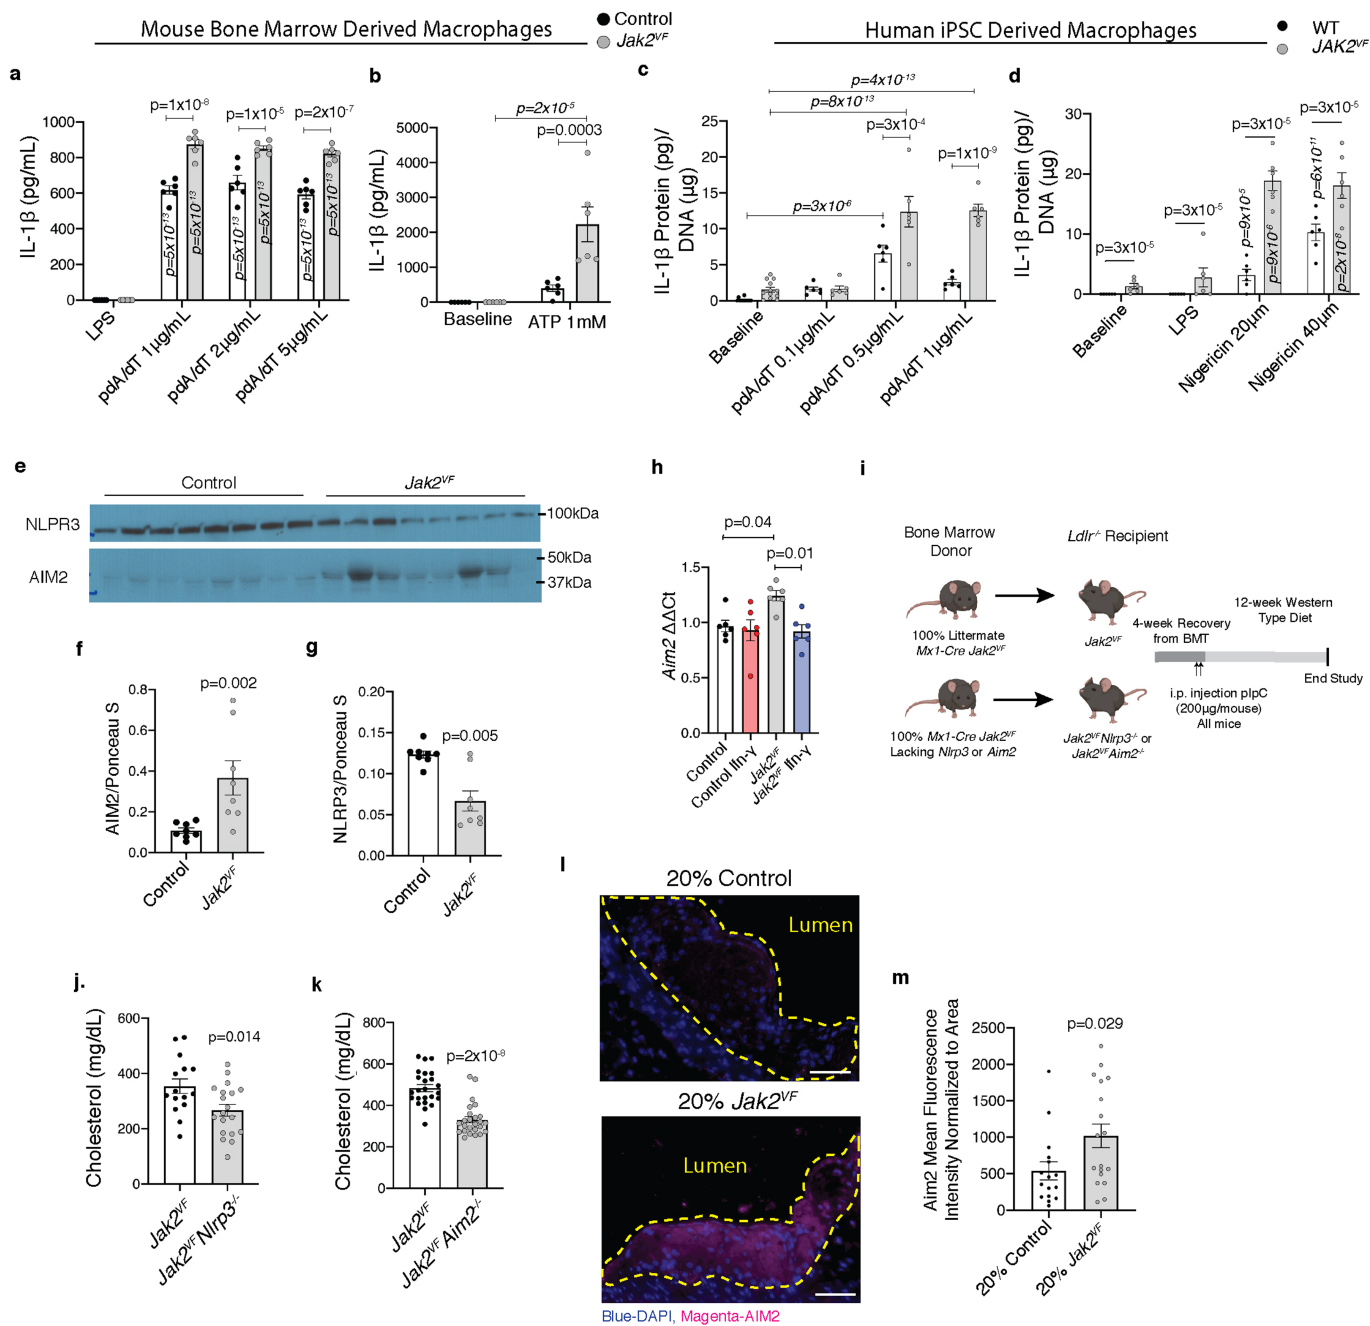 Mouse Bone Marrow Derived Macrophages
Control
Jak2VF
Human iPSC Derived Macrophages
WT
JAK2VF
a
IL-1β (pg/mL)
1000
800
600
400
200
0
p=1x10-8
p=1x10-5
p=2x10-7
p=5x10-13
p=5x10-13
p=5x10-13
p=5x10-13
p=5x10-13
p=5x10-13
LPS
pdA/dT 1µg/mL
pdA/dT 2µg/mL
pdA/dT 5µg/mL
b
IL-1β (pg/mL)
5000
4000
3000
2000
1000
0
p=2x10-5
p=0.0003
Baseline
ATP 1mM
c
IL-1β Protein (pg)/
DNA (µg)
25
20
15
10
5
0
p=4x10-13
p=8x10-13
p=3x10-4
p=1x10-9
p=3x10-6
Baseline
pdA/dT 0.1µg/mL
pdA/dT 0.5µg/mL
pdA/dT 1µg/mL
d
IL-1β Protein (pg)/
DNA (µg)
30
20
10
0
p=3x10-5
p=3x10-5
p=3x10-5
p=3x10-5
p=9x10-5
p=9x10-6
p=6x10-11
p=2x10-8
Baseline
LPS
Nigericin 20µm
Nigericin 40µm
e
Control
Jak2VF
NLPR3
AIM2
100kDa
50kDa
37kDa
f
AIM2/Ponceau S
0.8
0.6
0.4
0.2
0.0
p=0.002
Control
Jak2VF
g
NLRP3/Ponceau S
0.20
0.15
0.10
0.05
0.00
p=0.005
Control
Jak2VF
h
Aim2 ΔΔCt
1.5
1.0
0.5
0.0
p=0.04
p=0.01
Control
Control Ifn-γ
Jak2VF
Jak2VF Ifn-γ
i
Bone Marrow
Donor
Ldlr-/- Recipient
100% Littermate
Mx1-Cre Jak2VF
Jak2VF
100% Mx1-Cre Jak2VF
Lacking Nlrp3 or Aim2
Jak2VFNlrp3-/- or
Jak2VFAim2-/-
4-week Recovery
from BMT
12-week Western
Type Diet
End Study
i.p. injection pIpC
(200µg/mouse)
All mice
j.
Cholesterol (mg/dL)
600
400
200
0
p=0.014
Jak2VF
Jak2VF Nlrp3-/-
k
Cholesterol (mg/dL)
800
600
400
200
0
p=2x10-8
Jak2VF
Jak2VF Aim2-/-
l
20% Control
Lumen
20% Jak2VF
Lumen
Blue-DAPI, Magenta-AIM2
m
Aim2 Mean Fluorescence
Intensity Normalized to Area
2500
2000
1500
1000
500
0
p=0.029
20% Control
20% Jak2VF